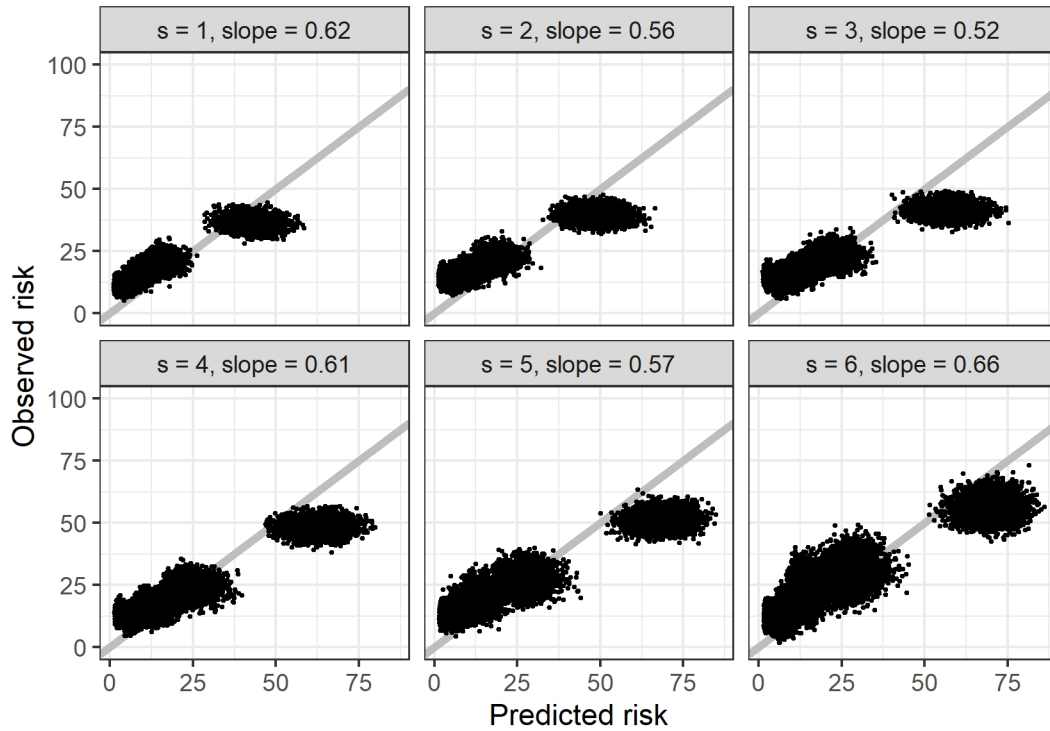 s = 1, slope = 0.62
s = 2, slope = 0.56
s = 3, slope = 0.52
100
75
50
25
0
s = 4, slope = 0.61
s = 5, slope = 0.57
s = 6, slope = 0.66
100
75
50
25
0
Observed risk
0 25 50 75 0 25 50 75 0 25 50 75
Predicted risk